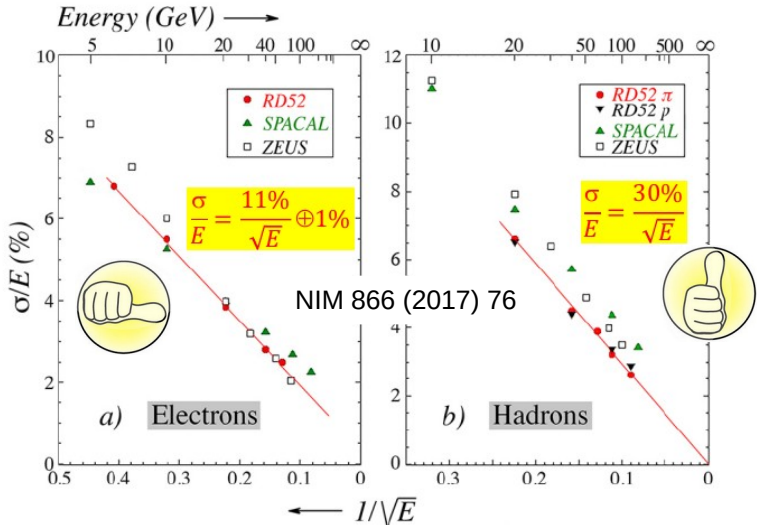 Energy (GeV)
5 10 20 40 100 ∞
10 20 50 100 500 ∞
10
8
6
4
2
0
σ/E (%)
RD52
SPACAL
ZEUS
σ/E = 11%/√E ⊕1%
a) Electrons
0.5 0.4 0.3 0.2 0.1 0
12
10
8
6
4
2
0
RD52 π
RD52 p
SPACAL
ZEUS
σ/E = 30%/√E
NIM 866 (2017) 76
b) Hadrons
0.3 0.2 0.1 0
1/√E